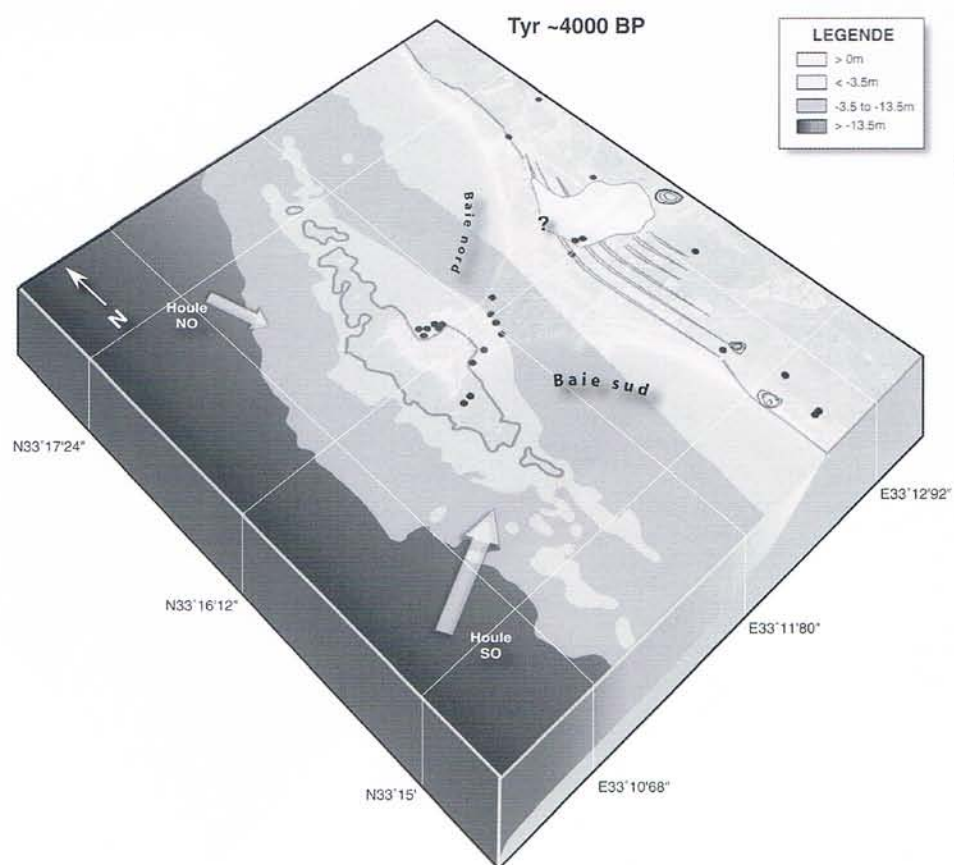 Tyr ~4000 BP
LEGENDE
> 0m
< -3.5m
-3.5 to -13.5m
> -13.5m
Baie nord
?
Houle
NO
N
Baie sud
N33°17'24"
E33°12'92"
N33°16'12"
E33°11'80"
Houle
SO
N33°15'
E33°10'68"